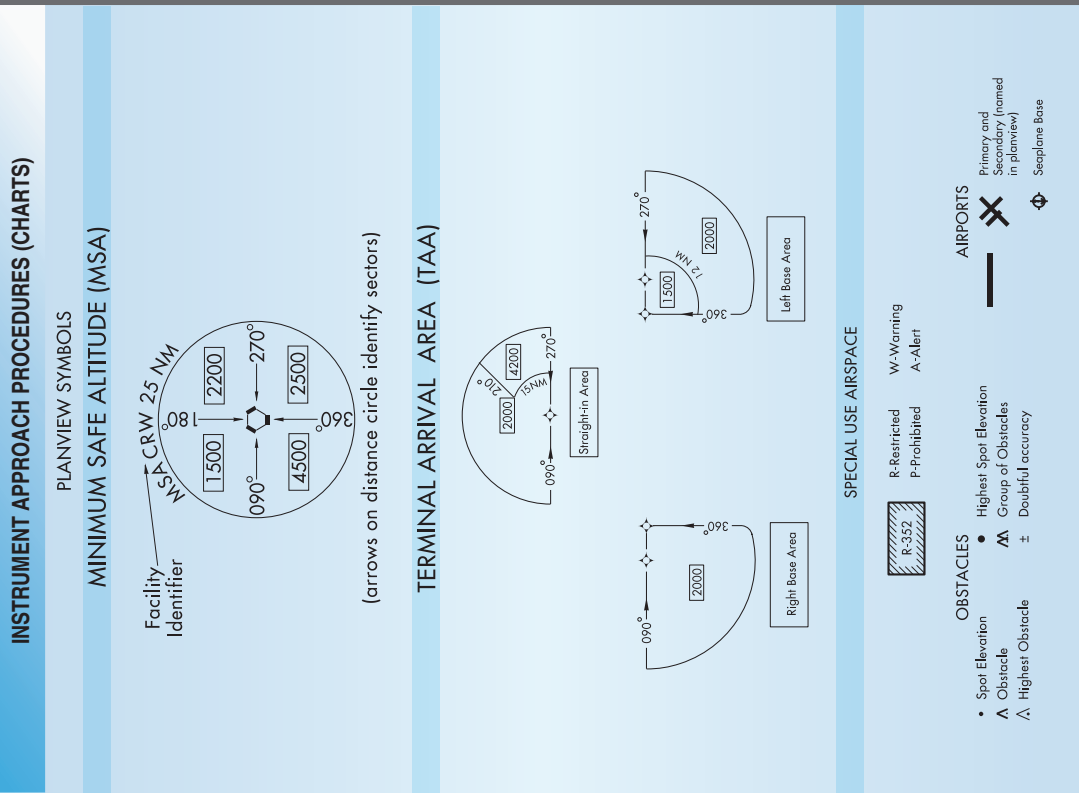 INSTRUMENT APPROACH PROCEDURES (CHARTS)
PLANVIEW SYMBOLS
MINIMUM SAFE ALTITUDE (MSA)
MSA CRW 25 NM
Facility
Identifier
180°
1500
2200
090°
270°
4500
2500
360°
(arrows on distance circle identify sectors)
TERMINAL ARRIVAL AREA (TAA)
210°
2000
4200
15 NM
090°
270°
Straight-in Area
090°
360°
2000
Right Base Area
270°
1500
12 NM
2000
360°
Left Base Area
SPECIAL USE AIRSPACE
R-352
R-Restricted
W-Warning
P-Prohibited
A-Alert
OBSTACLES
• Spot Elevation
● Highest Spot Elevation
Obstacle
Group of Obstacles
Highest Obstacle
± Doubtful accuracy
AIRPORTS
Primary and
Secondary (named
in planview)
Seaplane Base